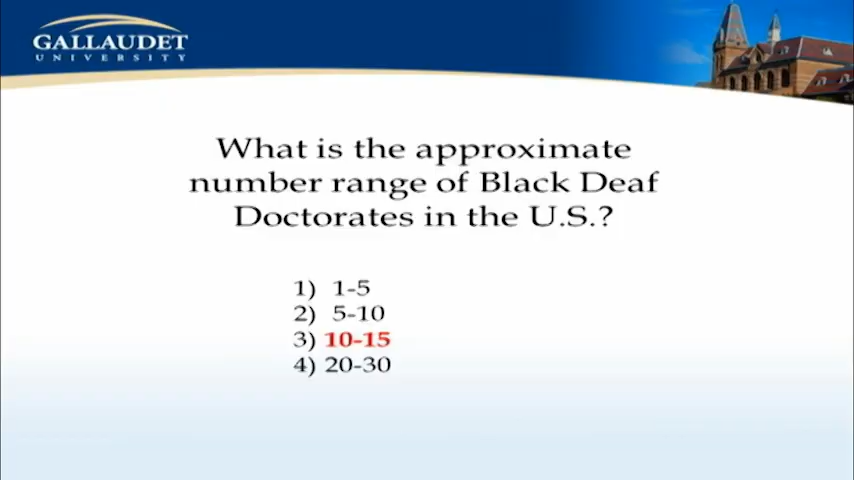 GALLAUDET
UNIVERSITY
What is the approximate
number range of Black Deaf
Doctorates in the U.S.?
1) 1-5
2) 5-10
3) 10-15
4) 20-30